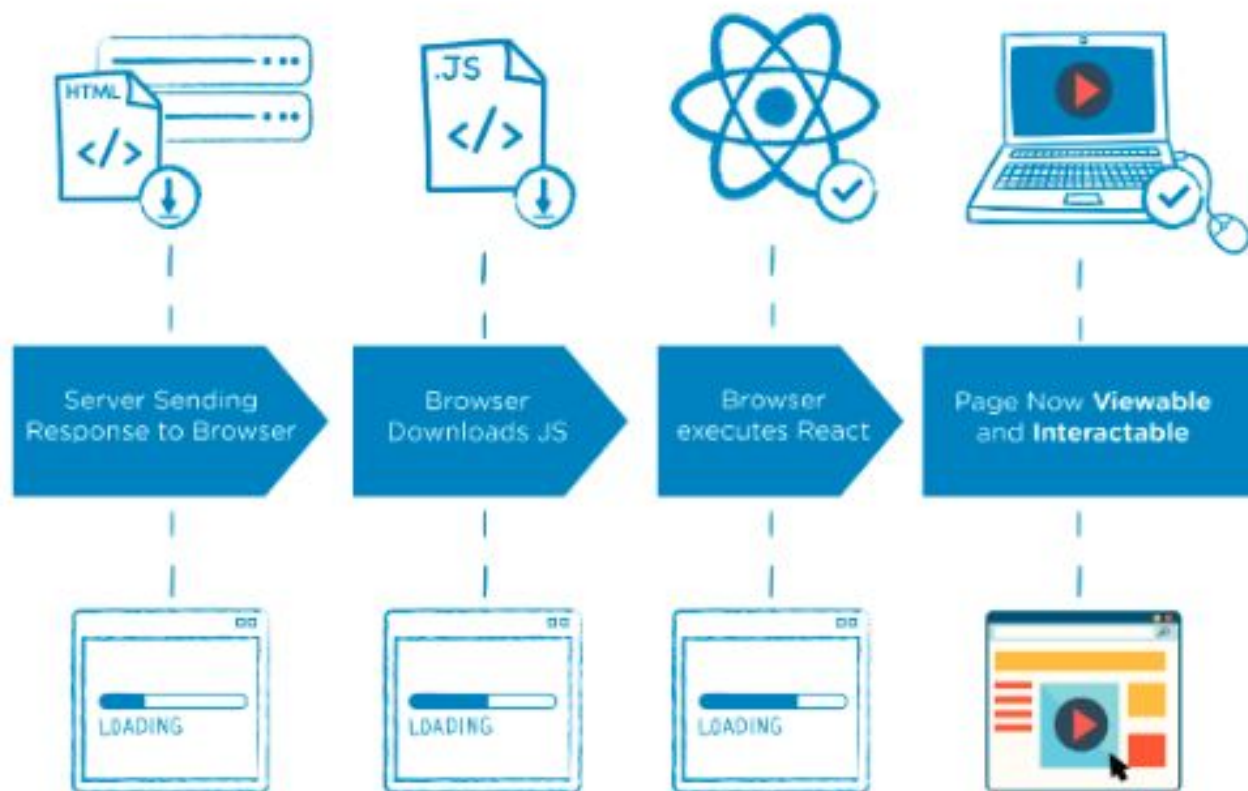 HTML
</>
.JS
</>
Server Sending
Response to Browser
Browser
Downloads JS
Browser
executes React
Page Now Viewable
and Interactable
LOADING
LOADING
LOADING